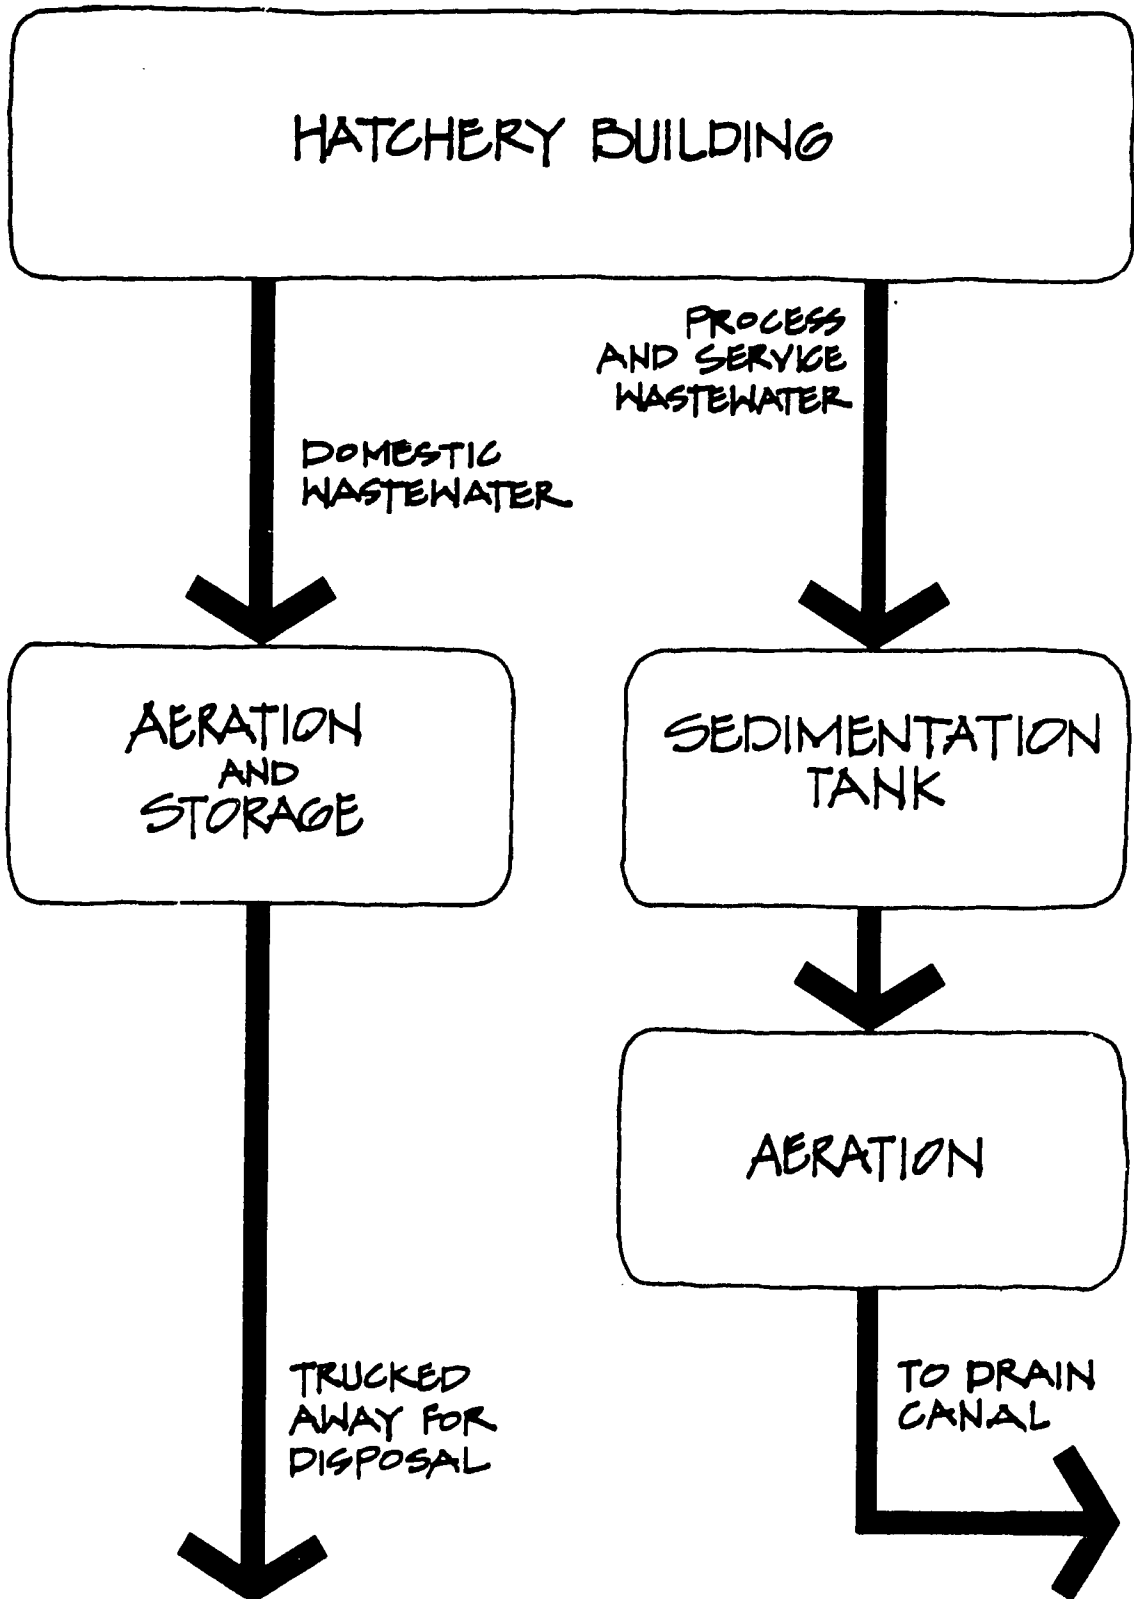 HATCHERY BUILDING
PROCESS
AND SERVICE
WASTEWATER
DOMESTIC
WASTEWATER
AERATION
AND
STORAGE
SEDIMENTATION
TANK
AERATION
TRUCKED
AWAY FOR
DISPOSAL
TO DRAIN
CANAL